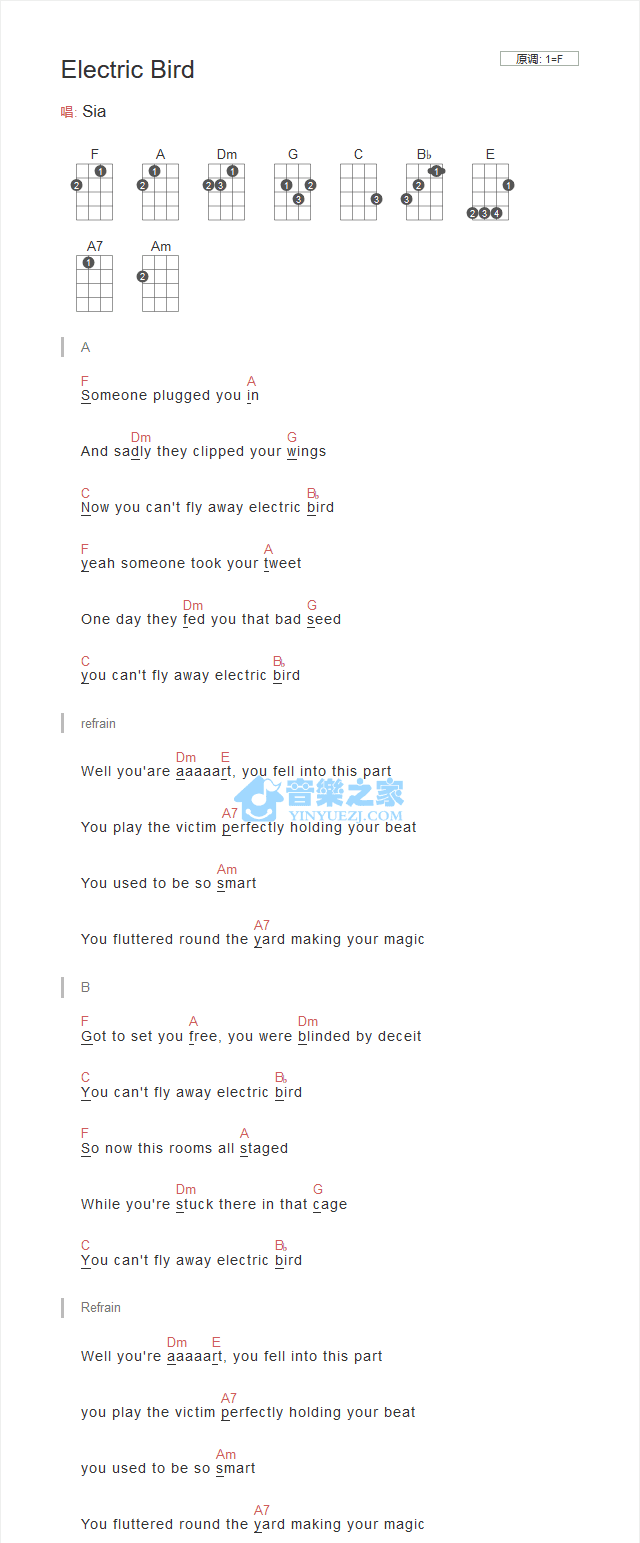 Electric Bird
原调: 1=F
唱: Sia
F A Dm G C B♭ E
2 1 2 1 2 3 1 1 2 3 3 3 2 1 2 3 4 1
A7 Am
1 2
A
F A
Someone plugged you in
Dm G
And sadly they clipped your wings
C B♭
Now you can't fly away electric bird
F A
yeah someone took your tweet
Dm G
One day they fed you that bad seed
C B♭
you can't fly away electric bird
refrain
Dm E
Well you'are aaaaart, you fell into this part
音樂之家
YINYUEZJ.COM
A7
You play the victim perfectly holding your beat
Am
You used to be so smart
A7
You fluttered round the yard making your magic
B
F A Dm
Got to set you free, you were blinded by deceit
C B♭
You can't fly away electric bird
F A
So now this rooms all staged
Dm G
While you're stuck there in that cage
C B♭
You can't fly away electric bird
Refrain
Dm E
Well you're aaaaart, you fell into this part
A7
you play the victim perfectly holding your beat
Am
you used to be so smart
A7
You fluttered round the yard making your magic